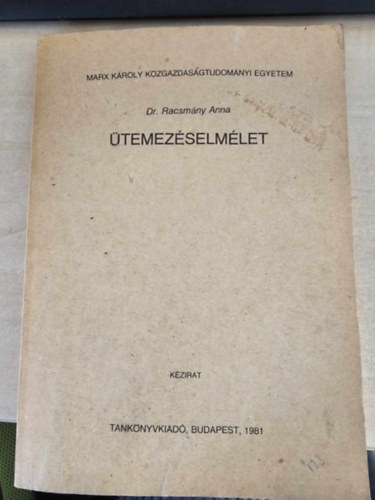 MARX KÁROLY KÖZGAZDASÁGTUDOMÁNYI EGYETEM
Dr. Racsmány Anna
ÜTEMEZÉSELMÉLET
KÉZIRAT
TANKÖNYVKIADÓ, BUDAPEST, 1981